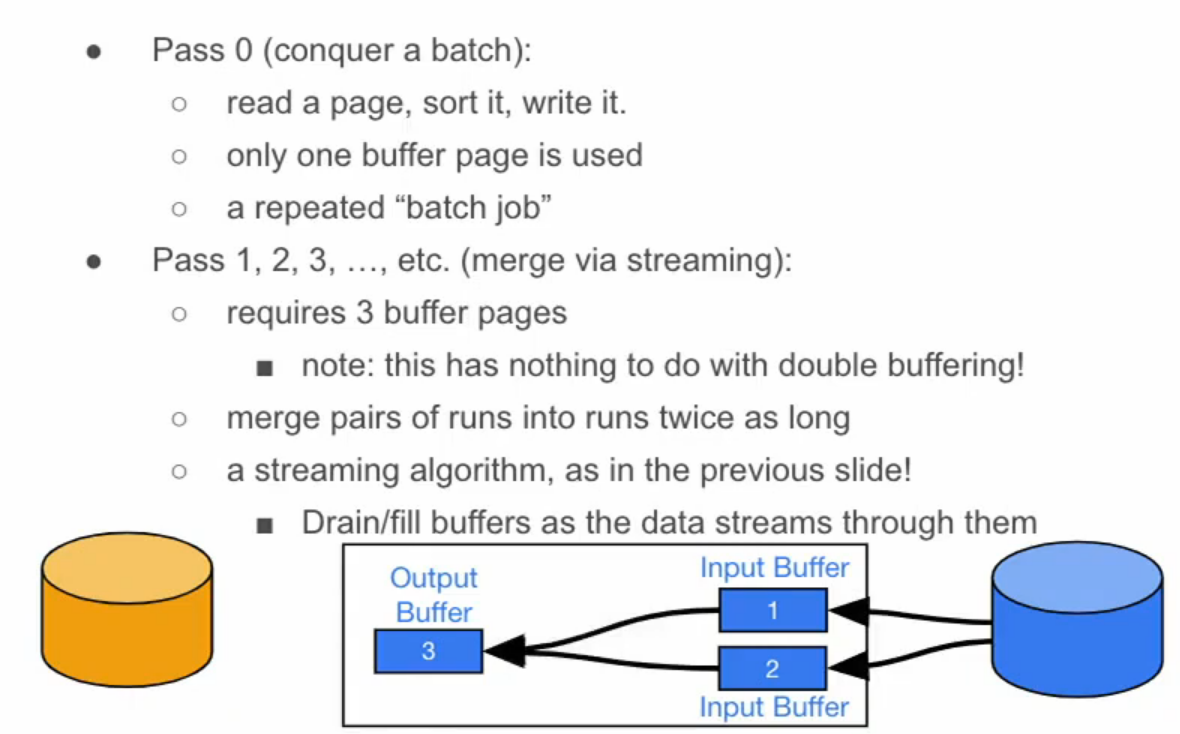 ● Pass 0 (conquer a batch):
○ read a page, sort it, write it.
○ only one buffer page is used
○ a repeated “batch job”
● Pass 1, 2, 3, …, etc. (merge via streaming):
○ requires 3 buffer pages
■ note: this has nothing to do with double buffering!
○ merge pairs of runs into runs twice as long
○ a streaming algorithm, as in the previous slide!
■ Drain/fill buffers as the data streams through them
Output
Buffer
3
Input Buffer
1
2
Input Buffer